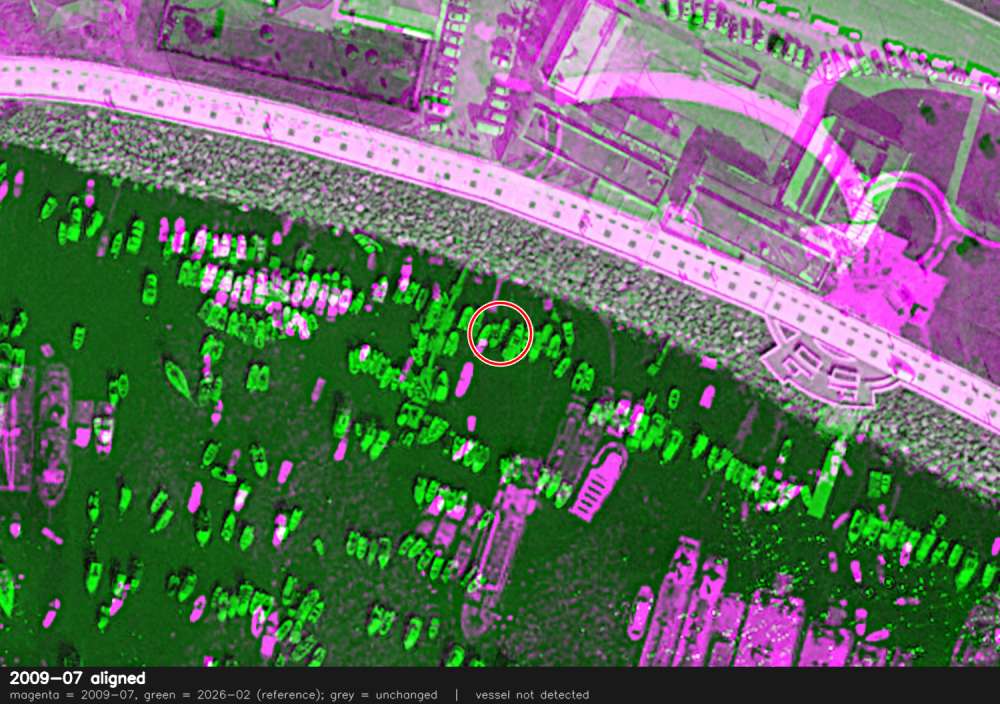 2009-07 aligned
magenta = 2009-07, green = 2026-02 (reference); grey = unchanged | vessel not detected